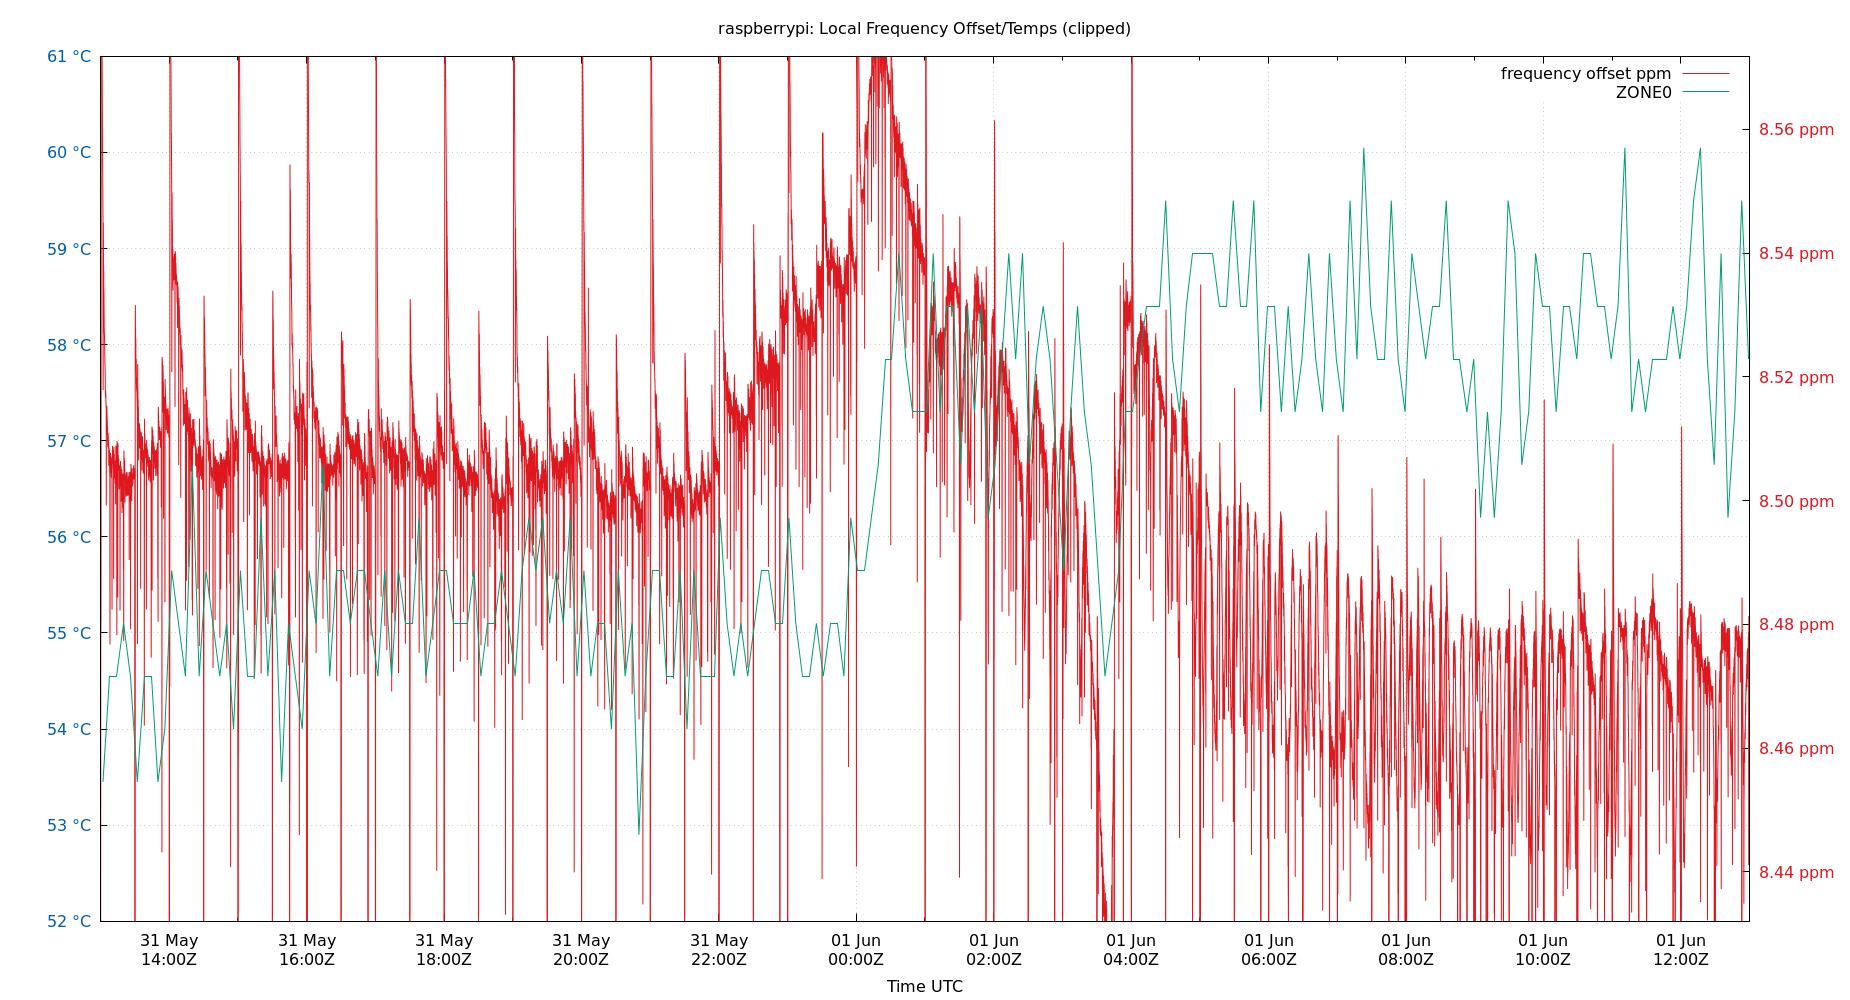 raspberrypi: Local Frequency Offset/Temps (clipped)
frequency offset ppm
ZONE0
61 °C
60 °C
59 °C
58 °C
57 °C
56 °C
55 °C
54 °C
53 °C
52 °C
8.56 ppm
8.54 ppm
8.52 ppm
8.50 ppm
8.48 ppm
8.46 ppm
8.44 ppm
31 May 31 May 31 May 31 May 31 May 01 Jun 01 Jun 01 Jun 01 Jun 01 Jun 01 Jun 01 Jun
14:00Z 16:00Z 18:00Z 20:00Z 22:00Z 00:00Z 02:00Z 04:00Z 06:00Z 08:00Z 10:00Z 12:00Z
Time UTC